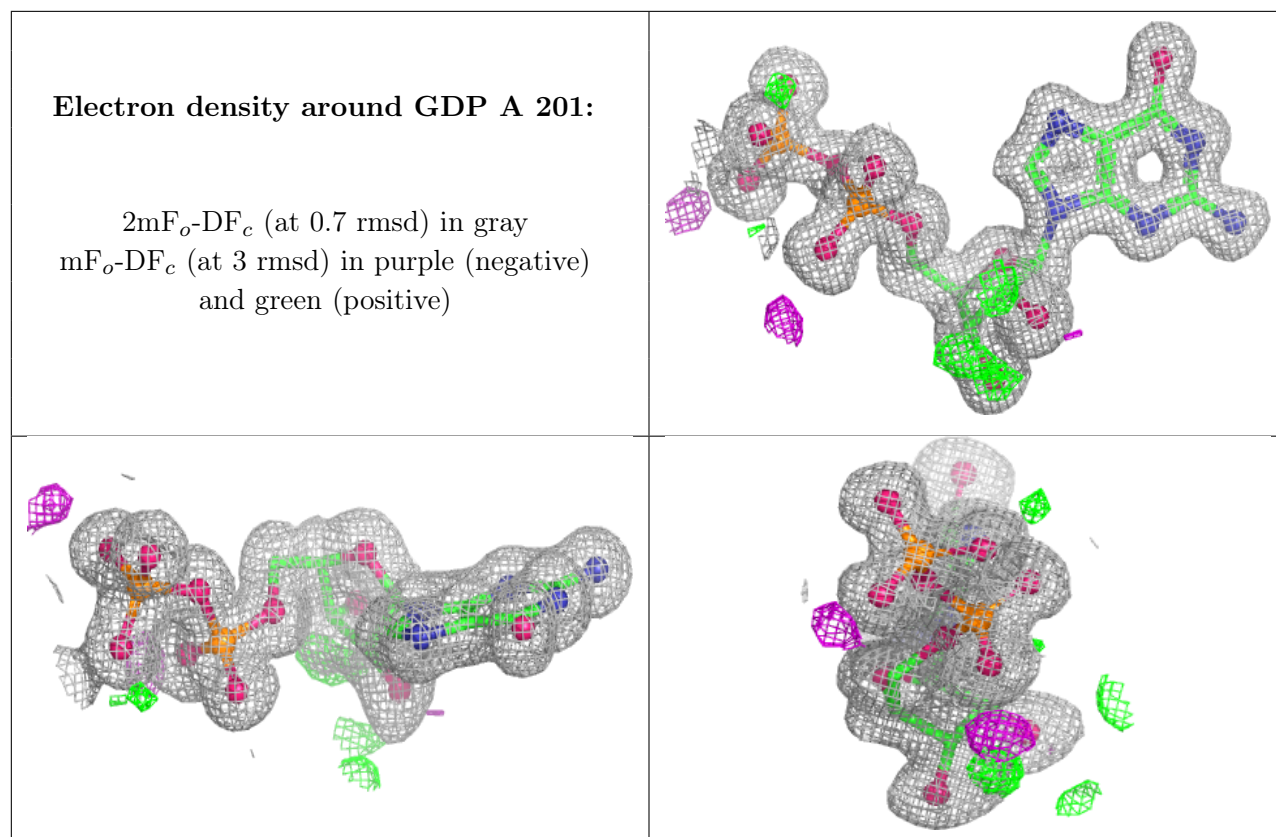 Electron density around GDP A 201:
2mFₒ-DF𝒸 (at 0.7 rmsd) in gray
mFₒ-DF𝒸 (at 3 rmsd) in purple (negative)
and green (positive)